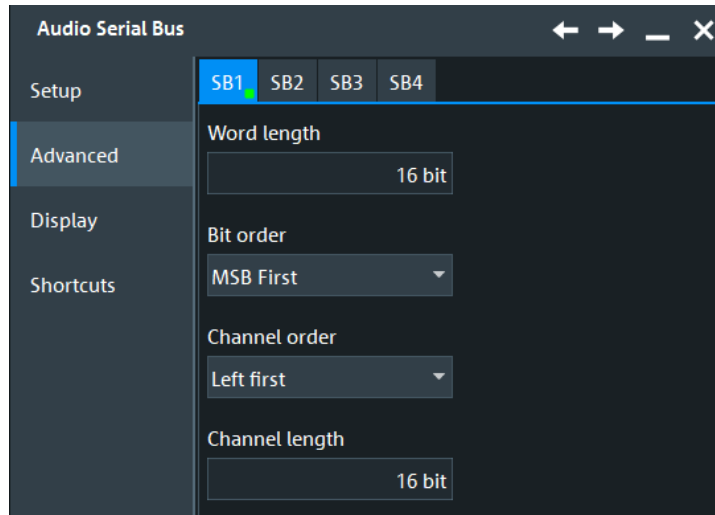 Audio Serial Bus
Setup
Advanced
Display
Shortcuts
SB1 SB2 SB3 SB4
Word length
16 bit
Bit order
MSB First
Channel order
Left first
Channel length
16 bit